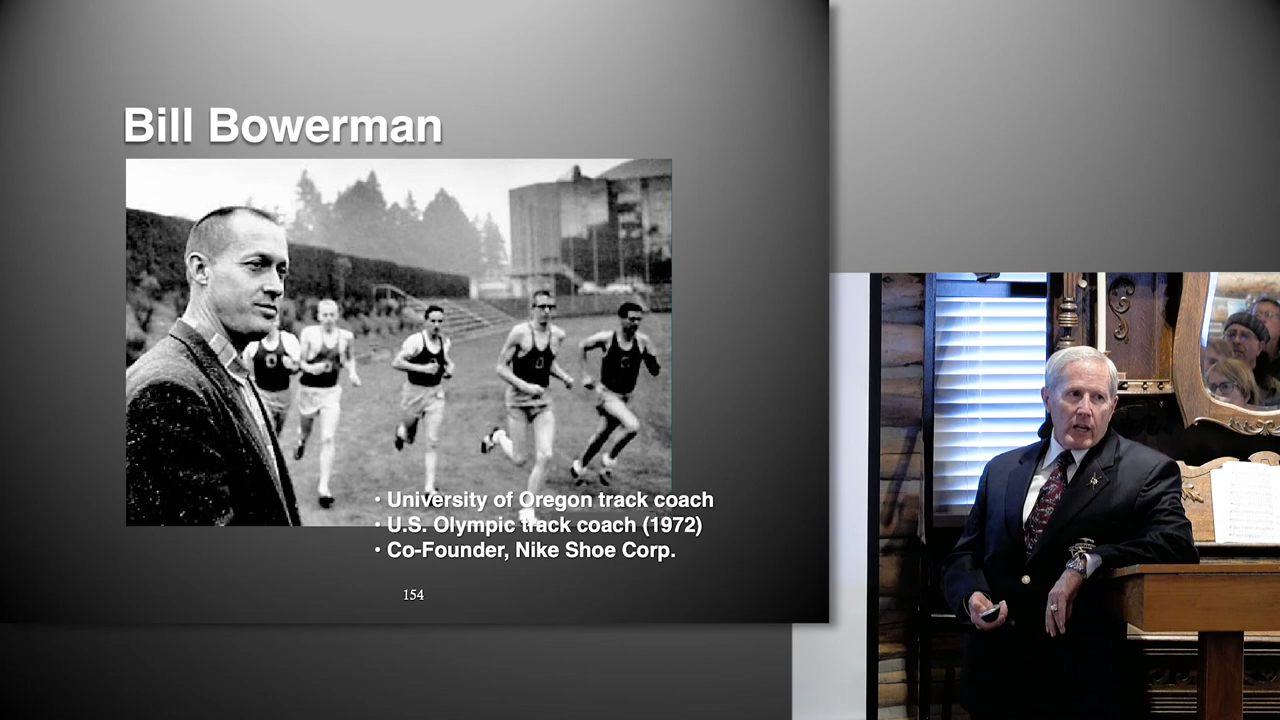 Bill Bowerman
• University of Oregon track coach
• U.S. Olympic track coach (1972)
• Co-Founder, Nike Shoe Corp.
154